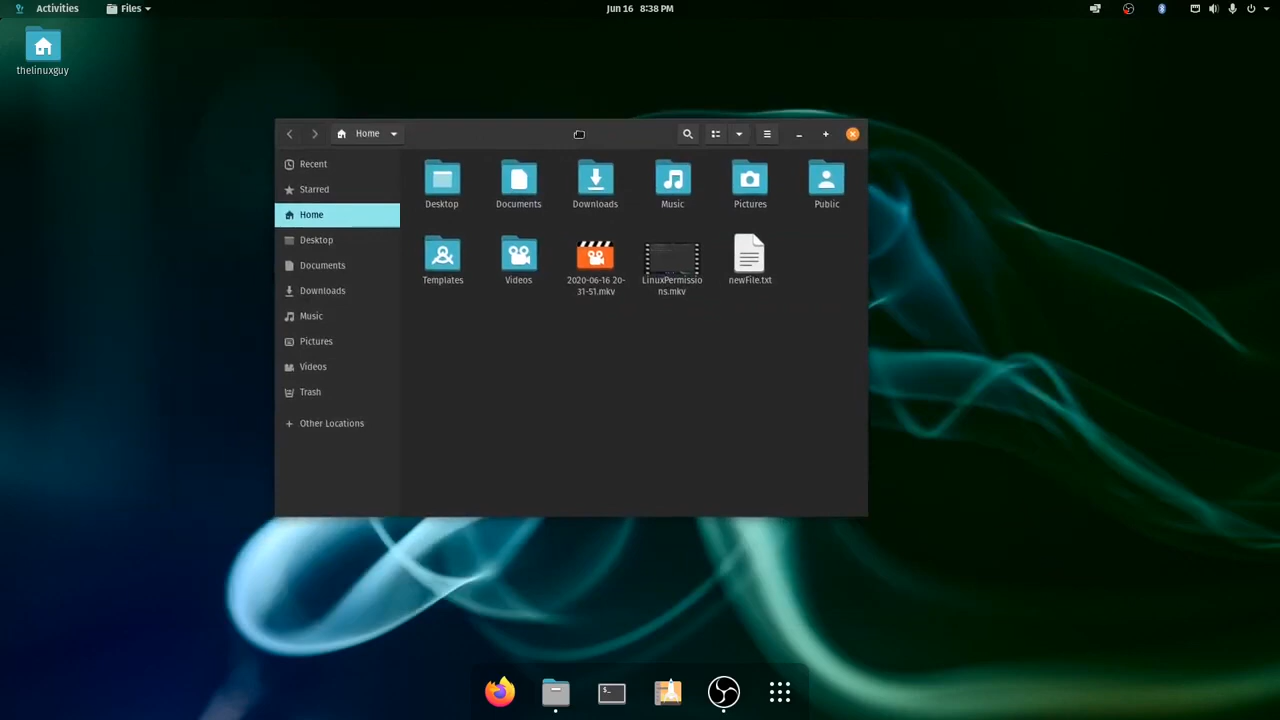 Activities
Files
Jun 16 8:38 PM
thelinuxguy
Home
Recent
Starred
Home
Desktop
Documents
Downloads
Music
Pictures
Videos
Trash
Other Locations
Desktop
Documents
Downloads
Music
Pictures
Public
Templates
Videos
2020-06-16 20-
31-51.mkv
LinuxPermissio
ns.mkv
newFile.txt